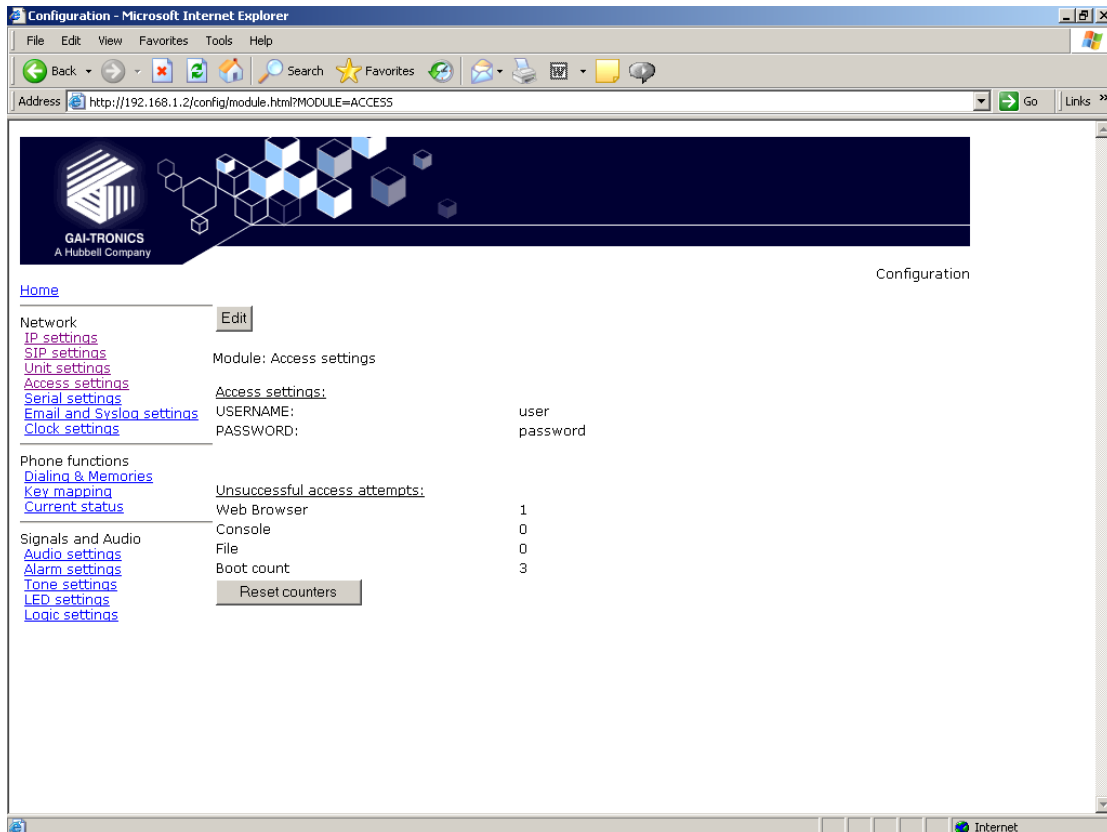 Configuration - Microsoft Internet Explorer
File Edit View Favorites Tools Help
Back Search Favorites
Address http://192.168.1.2/config/module.html?MODULE=ACCESS Go Links »
GAI-TRONICS
A Hubbell Company
Configuration
Home
Edit
Network
IP settings
SIP settings
Unit settings
Access settings
Serial settings
Email and Syslog settings
Clock settings
Phone functions
Dialing & Memories
Key mapping
Current status
Signals and Audio
Audio settings
Alarm settings
Tone settings
LED settings
Logic settings
Module: Access settings
Access settings:
USERNAME: user
PASSWORD: password
Unsuccessful access attempts:
Web Browser 1
Console 0
File 0
Boot count 3
Reset counters
Internet